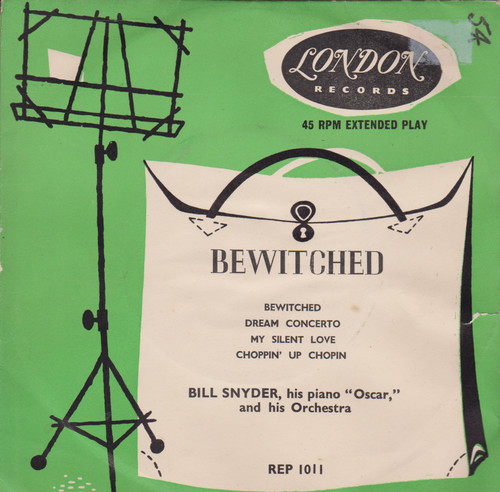 54
LONDON
RECORDS
45 RPM EXTENDED PLAY
BEWITCHED
BEWITCHED
DREAM CONCERTO
MY SILENT LOVE
CHOPPIN' UP CHOPIN
BILL SNYDER, his piano "Oscar,"
and his Orchestra
REP 1011